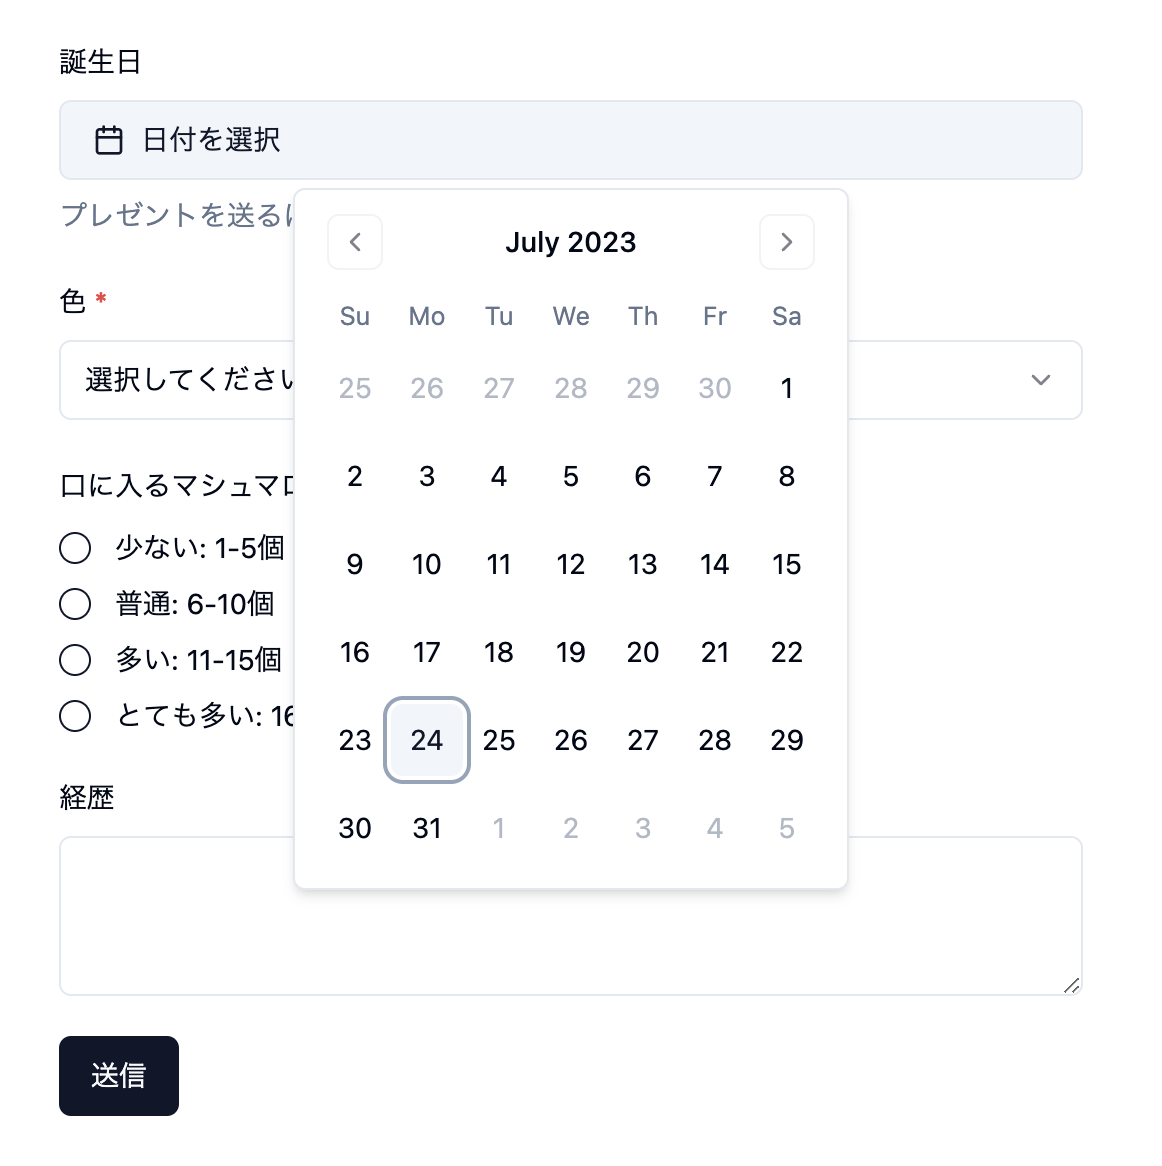 誕生日
日付を選択
プレゼントを送る
July 2023
Su Mo Tu We Th Fr Sa
25 26 27 28 29 30 1
2 3 4 5 6 7 8
9 10 11 12 13 14 15
16 17 18 19 20 21 22
23 24 25 26 27 28 29
30 31 1 2 3 4 5
色 *
選択してください
口に入るマシュマロ
少ない: 1-5個
普通: 6-10個
多い: 11-15個
とても多い: 16
経歴
送信